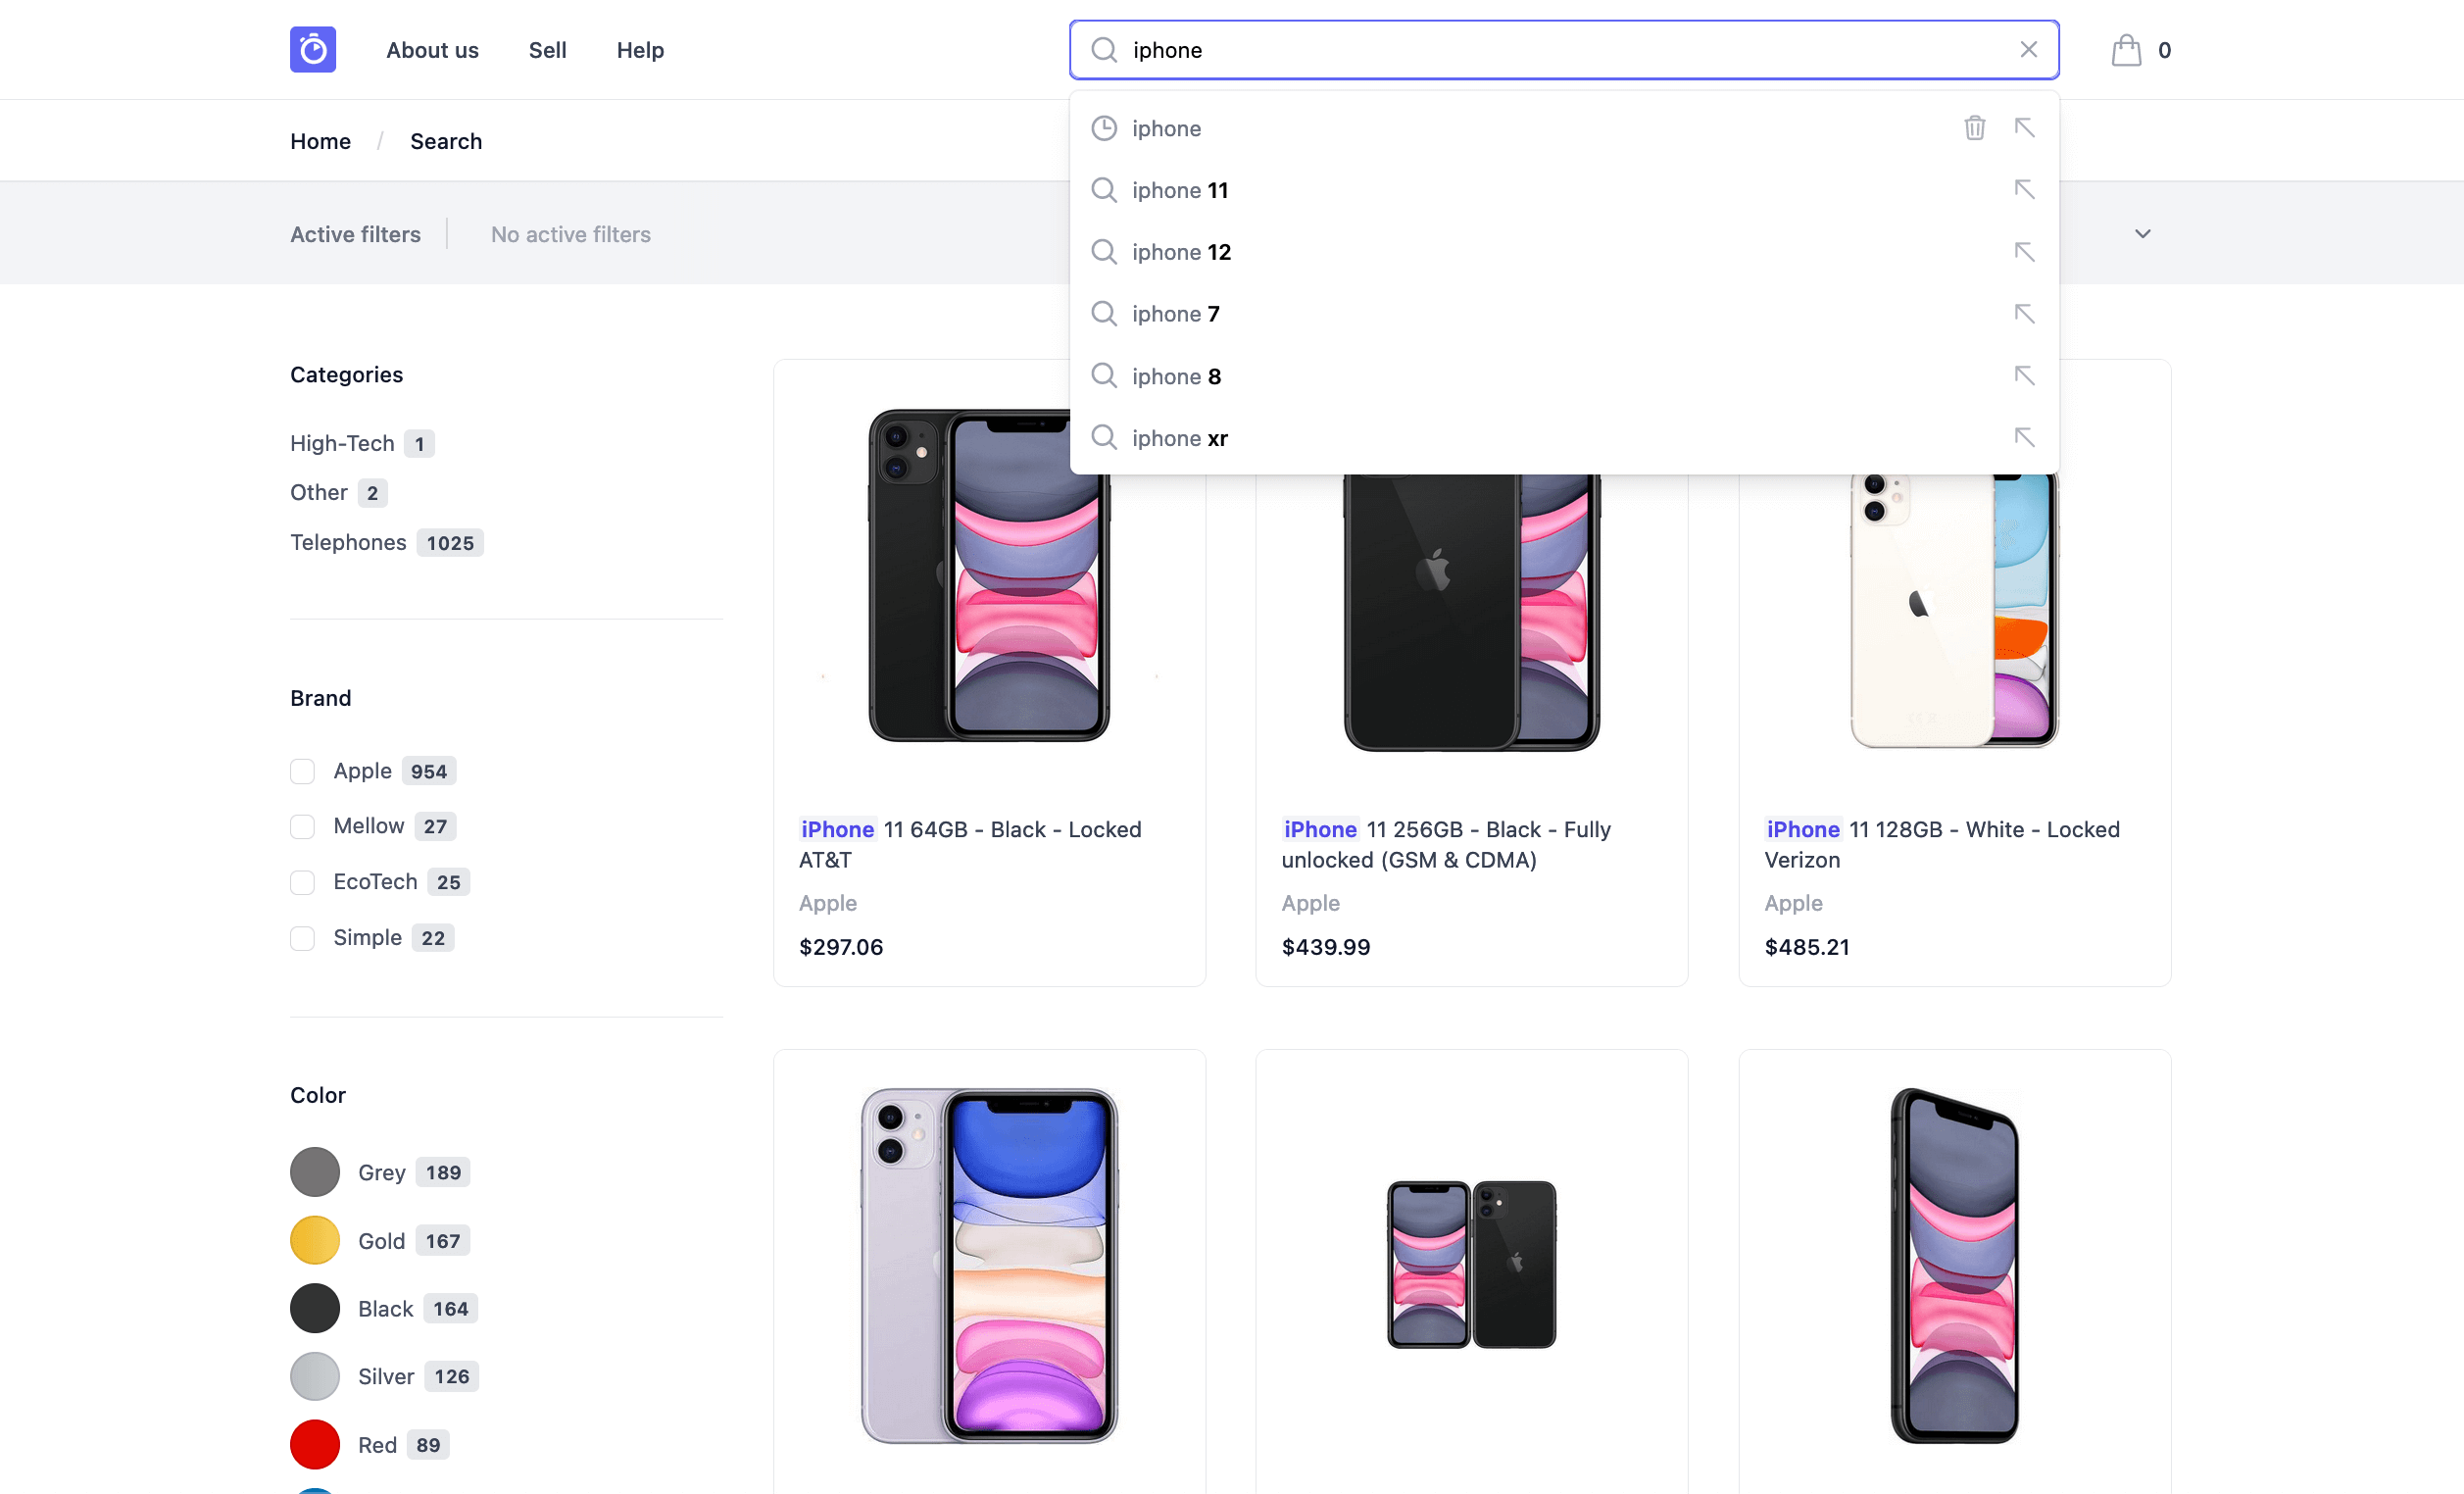 About us Sell Help
iphone
0
iphone
iphone 11
iphone 12
iphone 7
iphone 8
iphone xr
Home / Search
Active filters No active filters
Categories
High-Tech 1
Other 2
Telephones 1025
Brand
Apple 954
Mellow 27
EcoTech 25
Simple 22
Color
Grey 189
Gold 167
Black 164
Silver 126
Red 89
iPhone 11 64GB - Black - Locked
AT&T
Apple
$297.06
iPhone 11 256GB - Black - Fully
unlocked (GSM & CDMA)
Apple
$439.99
iPhone 11 128GB - White - Locked
Verizon
Apple
$485.21